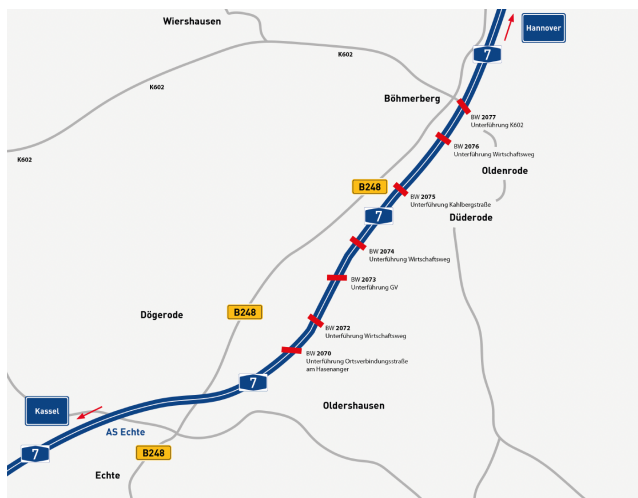 Wiershausen
Hannover
K602
7
K602
Böhmerberg
BW 2077
Unterführung K602
BW 2076
Unterführung Wirtschaftsweg
K602
Oldenrode
B248
BW 2075
Unterführung Kahlbergstraße
7
Düderode
BW 2074
Unterführung Wirtschaftsweg
BW 2073
Unterführung GV
Dögerode
B248
BW 2072
Unterführung Wirtschaftsweg
BW 2070
Unterführung Ortsverbindungsstraße
am Hasenanger
7
Oldershausen
Kassel
AS Echte
7
B248
Echte